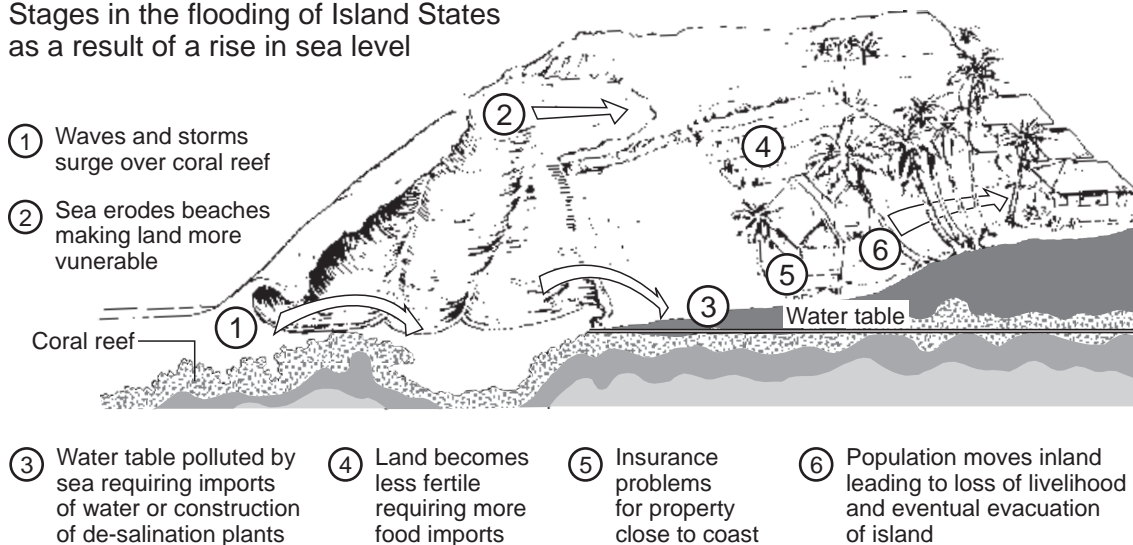 Stages in the flooding of Island States
as a result of a rise in sea level
1 Waves and storms
surge over coral reef
2 Sea erodes beaches
making land more
vunerable
2
4
6
5
3
1
Water table
Coral reef
3 Water table polluted by
sea requiring imports
of water or construction
of de-salination plants
4 Land becomes
less fertile
requiring more
food imports
5 Insurance
problems
for property
close to coast
6 Population moves inland
leading to loss of livelihood
and eventual evacuation
of island